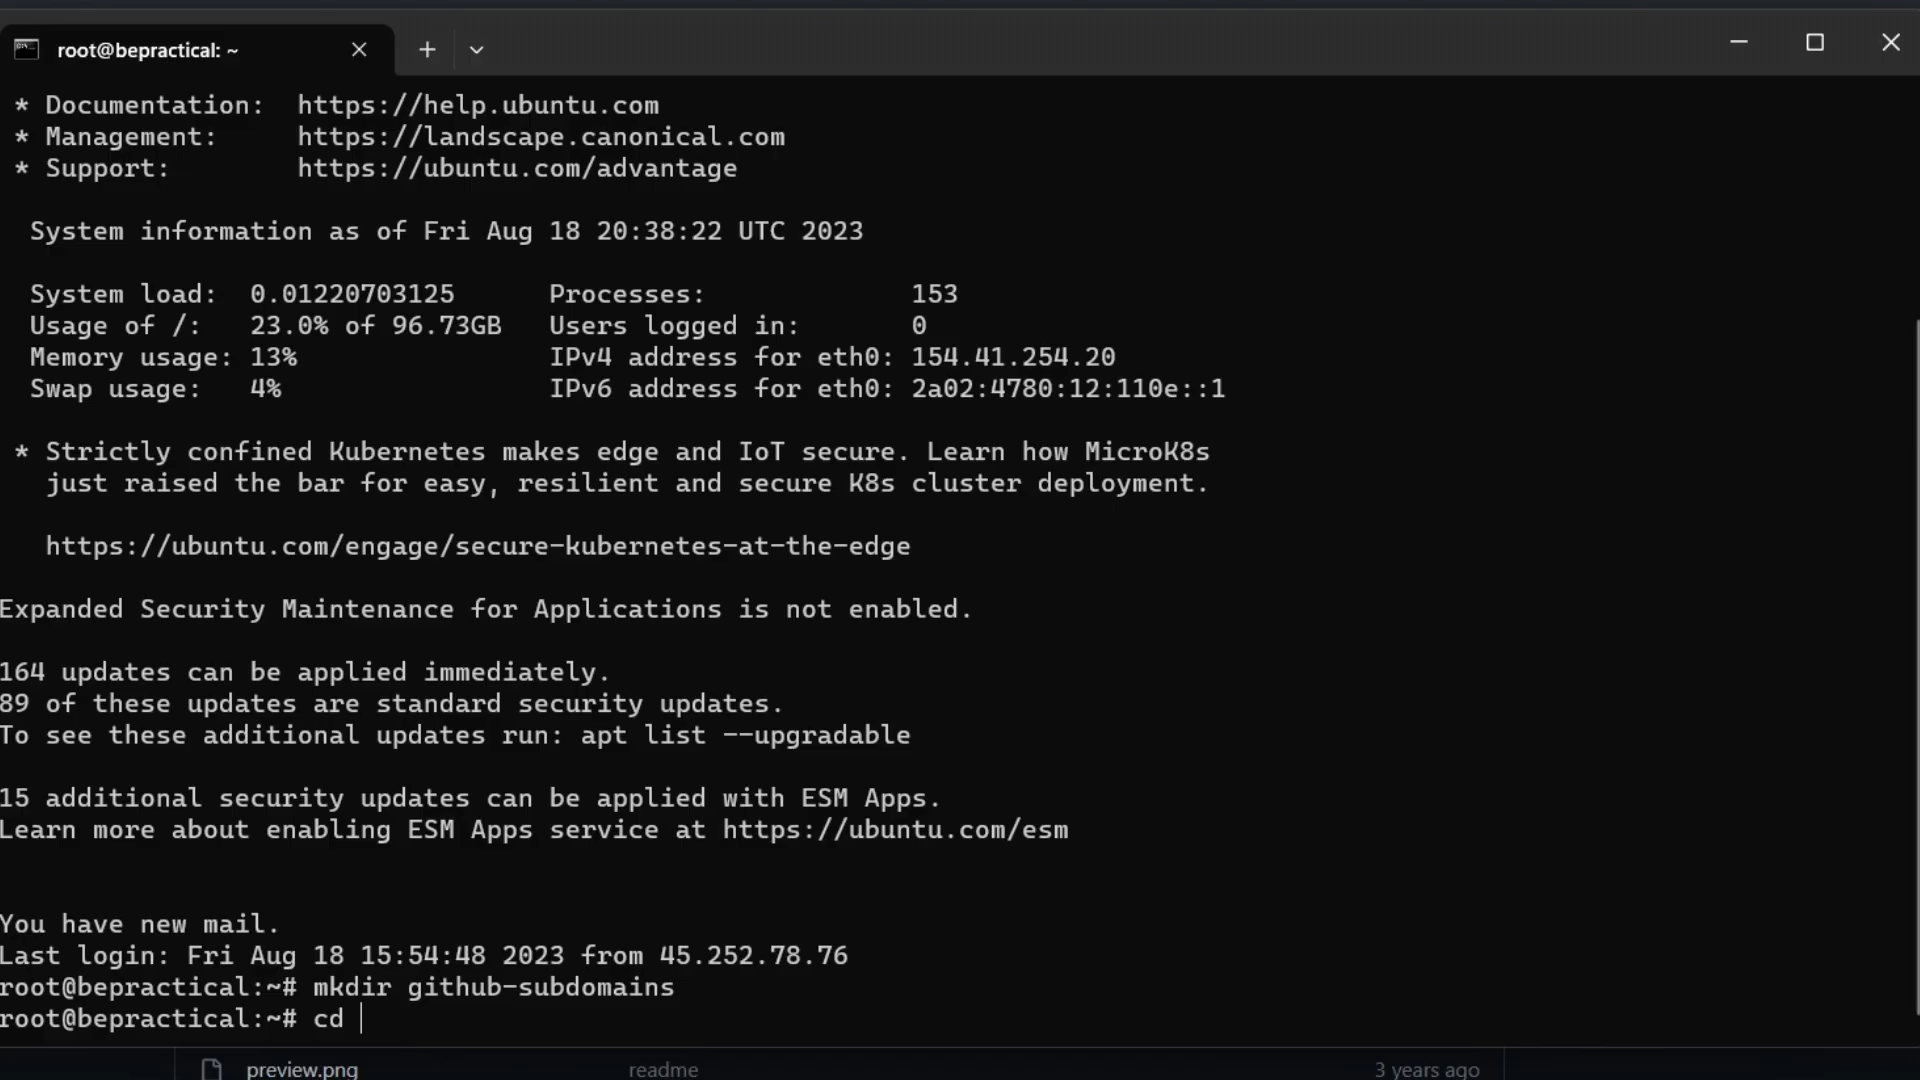 root@bepractical: ~
* Documentation:  https://help.ubuntu.com
* Management:     https://landscape.canonical.com
* Support:        https://ubuntu.com/advantage
System information as of Fri Aug 18 20:38:22 UTC 2023
System load:  0.01220703125      Processes:             153
Usage of /:   23.0% of 96.73GB   Users logged in:       0
Memory usage: 13%                IPv4 address for eth0: 154.41.254.20
Swap usage:   4%                 IPv6 address for eth0: 2a02:4780:12:110e::1
* Strictly confined Kubernetes makes edge and IoT secure. Learn how MicroK8s
just raised the bar for easy, resilient and secure K8s cluster deployment.
https://ubuntu.com/engage/secure-kubernetes-at-the-edge
Expanded Security Maintenance for Applications is not enabled.
164 updates can be applied immediately.
89 of these updates are standard security updates.
To see these additional updates run: apt list --upgradable
15 additional security updates can be applied with ESM Apps.
Learn more about enabling ESM Apps service at https://ubuntu.com/esm
You have new mail.
Last login: Fri Aug 18 15:54:48 2023 from 45.252.78.76
root@bepractical:~# mkdir github-subdomains
root@bepractical:~# cd
preview.png readme 3 years ago